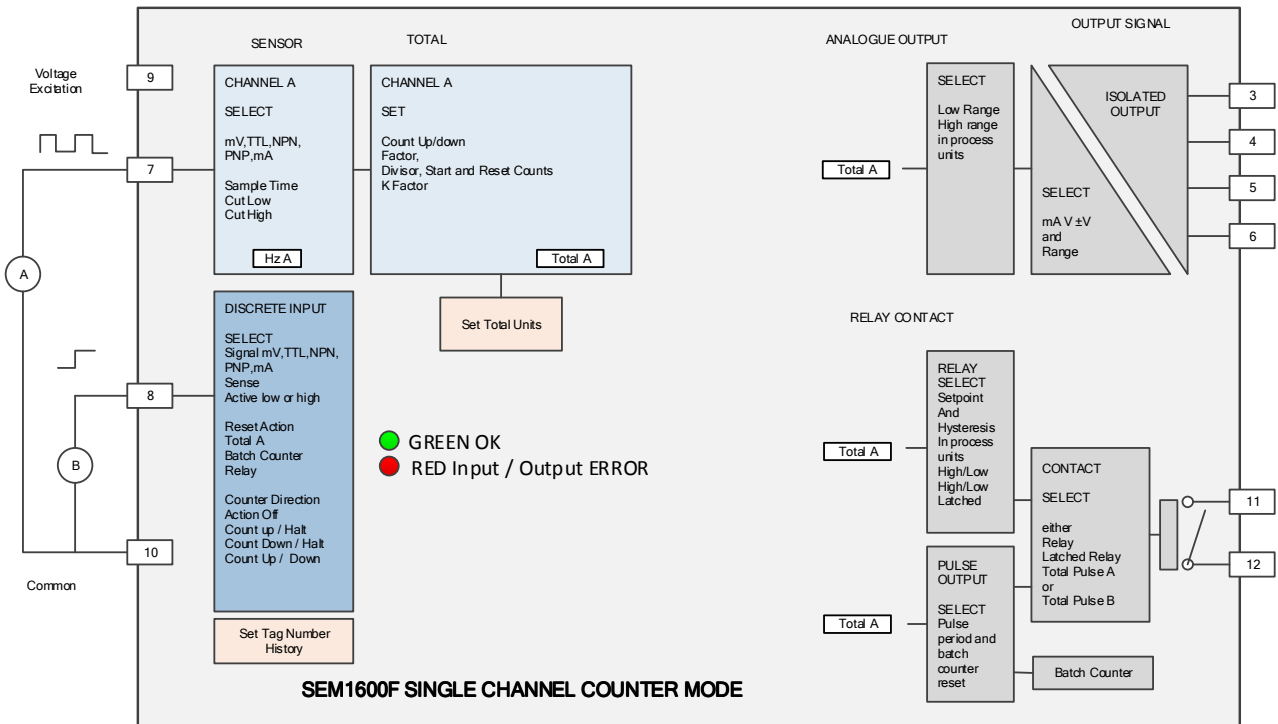 SENSOR
TOTAL
ANALOGUE OUTPUT
OUTPUT SIGNAL
Voltage
Excitation
9
7
A
8
B
10
Common
CHANNEL A
SELECT
mV,TTL,NPN,
PNP,mA
Sample Time
Cut Low
Cut High
Hz A
CHANNEL A
SET
Count Up/down
Factor,
Divisor, Start and Reset Counts
K Factor
Total A
Set Total Units
DISCRETE INPUT
SELECT
Signal mV,TTL,NPN,
PNP,mA
Sense
Active low or high
Reset Action
Total A
Batch Counter
Relay
Counter Direction
Action Off
Count up / Halt
Count Down / Halt
Count Up / Down
Set Tag Number
History
GREEN OK
RED Input / Output ERROR
SEM1600F SINGLE CHANNEL COUNTER MODE
Total A
SELECT
Low Range
High range
in process
units
ISOLATED
OUTPUT
SELECT
mA V ±V
and
Range
3
4
5
6
RELAY CONTACT
Total A
RELAY
SELECT
Setpoint
And
Hysteresis
In process
units
High/Low
High/Low
Latched
CONTACT
SELECT
either
Relay
Latched Relay
Total Pulse A
or
Total Pulse B
11
12
Total A
PULSE
OUTPUT
SELECT
Pulse
period and
batch
counter
reset
Batch Counter